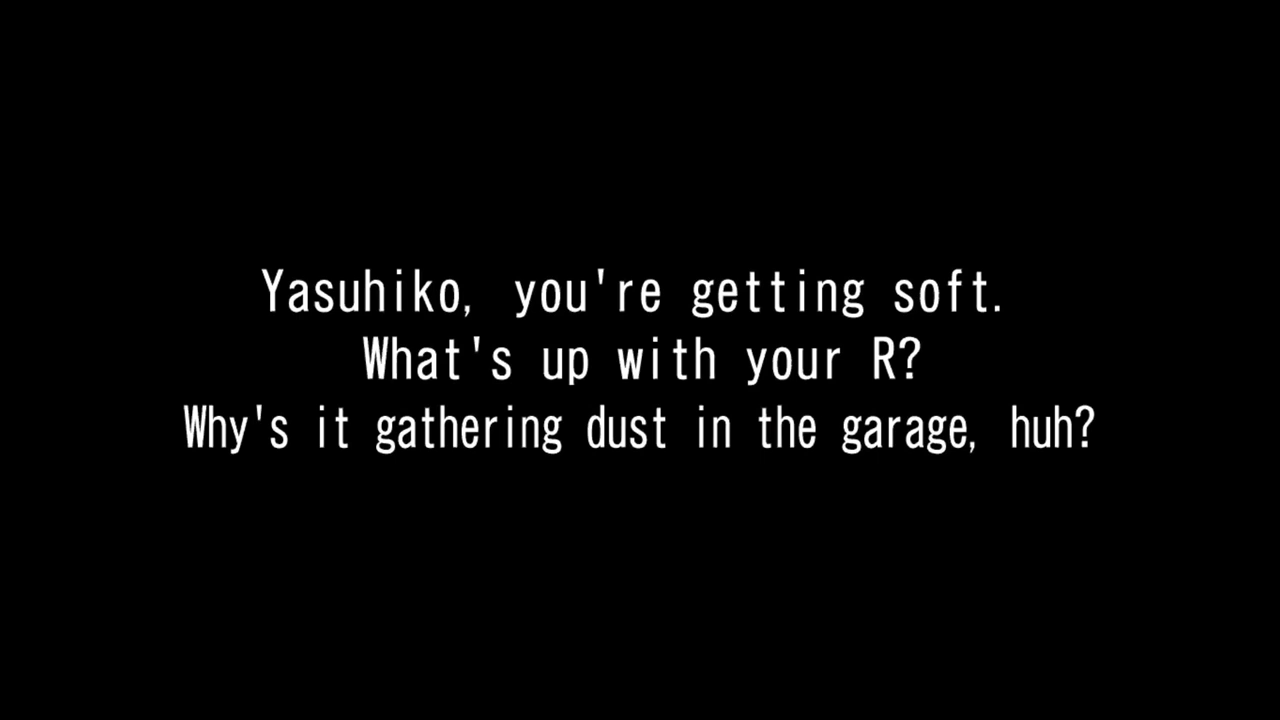 Yasuhiko, you're getting soft.
What's up with your R?
Why's it gathering dust in the garage, huh?